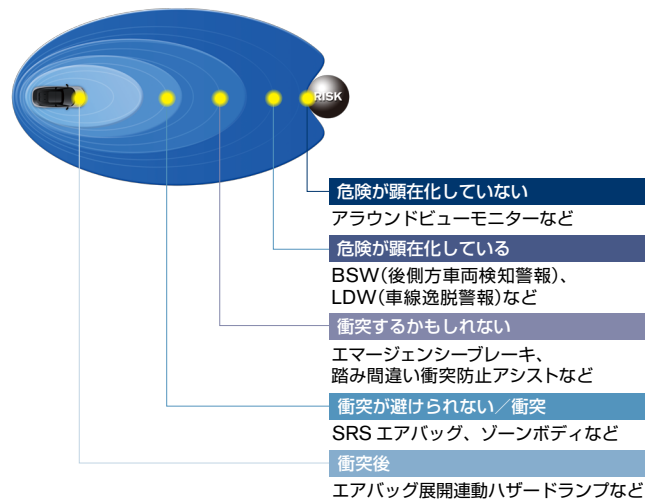 RISK
危険が顕在化していない
アラウンドビューモニターなど
危険が顕在化している
BSW(後側方車両検知警報)、
LDW(車線逸脱警報)など
衝突するかもしれない
エマージェンシーブレーキ、
踏み間違い衝突防止アシストなど
衝突が避けられない／衝突
SRS エアバッグ、ゾーンボディなど
衝突後
エアバッグ展開連動ハザードランプなど